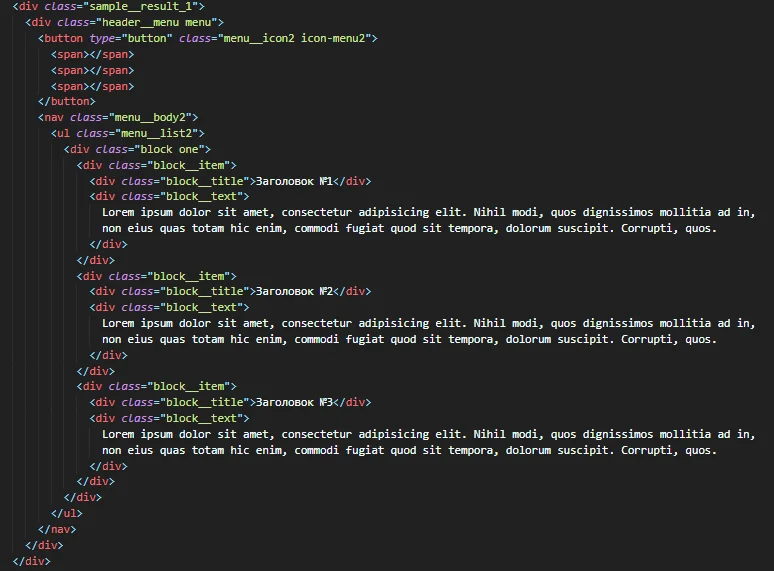 <div class="sample__result_1">
<div class="header__menu menu">
<button type="button" class="menu__icon2 icon-menu2">
<span></span>
<span></span>
<span></span>
</button>
<nav class="menu__body2">
<ul class="menu__list2">
<div class="block one">
<div class="block__item">
<div class="block__title">Заголовок №1</div>
<div class="block__text">
Lorem ipsum dolor sit amet, consectetur adipisicing elit. Nihil modi, quos dignissimos mollitia ad in,
non eius quas totam hic enim, commodi fugiat quod sit tempora, dolorum suscipit. Corrupti, quos.
</div>
</div>
<div class="block__item">
<div class="block__title">Заголовок №2</div>
<div class="block__text">
Lorem ipsum dolor sit amet, consectetur adipisicing elit. Nihil modi, quos dignissimos mollitia ad in,
non eius quas totam hic enim, commodi fugiat quod sit tempora, dolorum suscipit. Corrupti, quos.
</div>
</div>
<div class="block__item">
<div class="block__title">Заголовок №3</div>
<div class="block__text">
Lorem ipsum dolor sit amet, consectetur adipisicing elit. Nihil modi, quos dignissimos mollitia ad in,
non eius quas totam hic enim, commodi fugiat quod sit tempora, dolorum suscipit. Corrupti, quos.
</div>
</div>
</div>
</ul>
</nav>
</div>
</div>